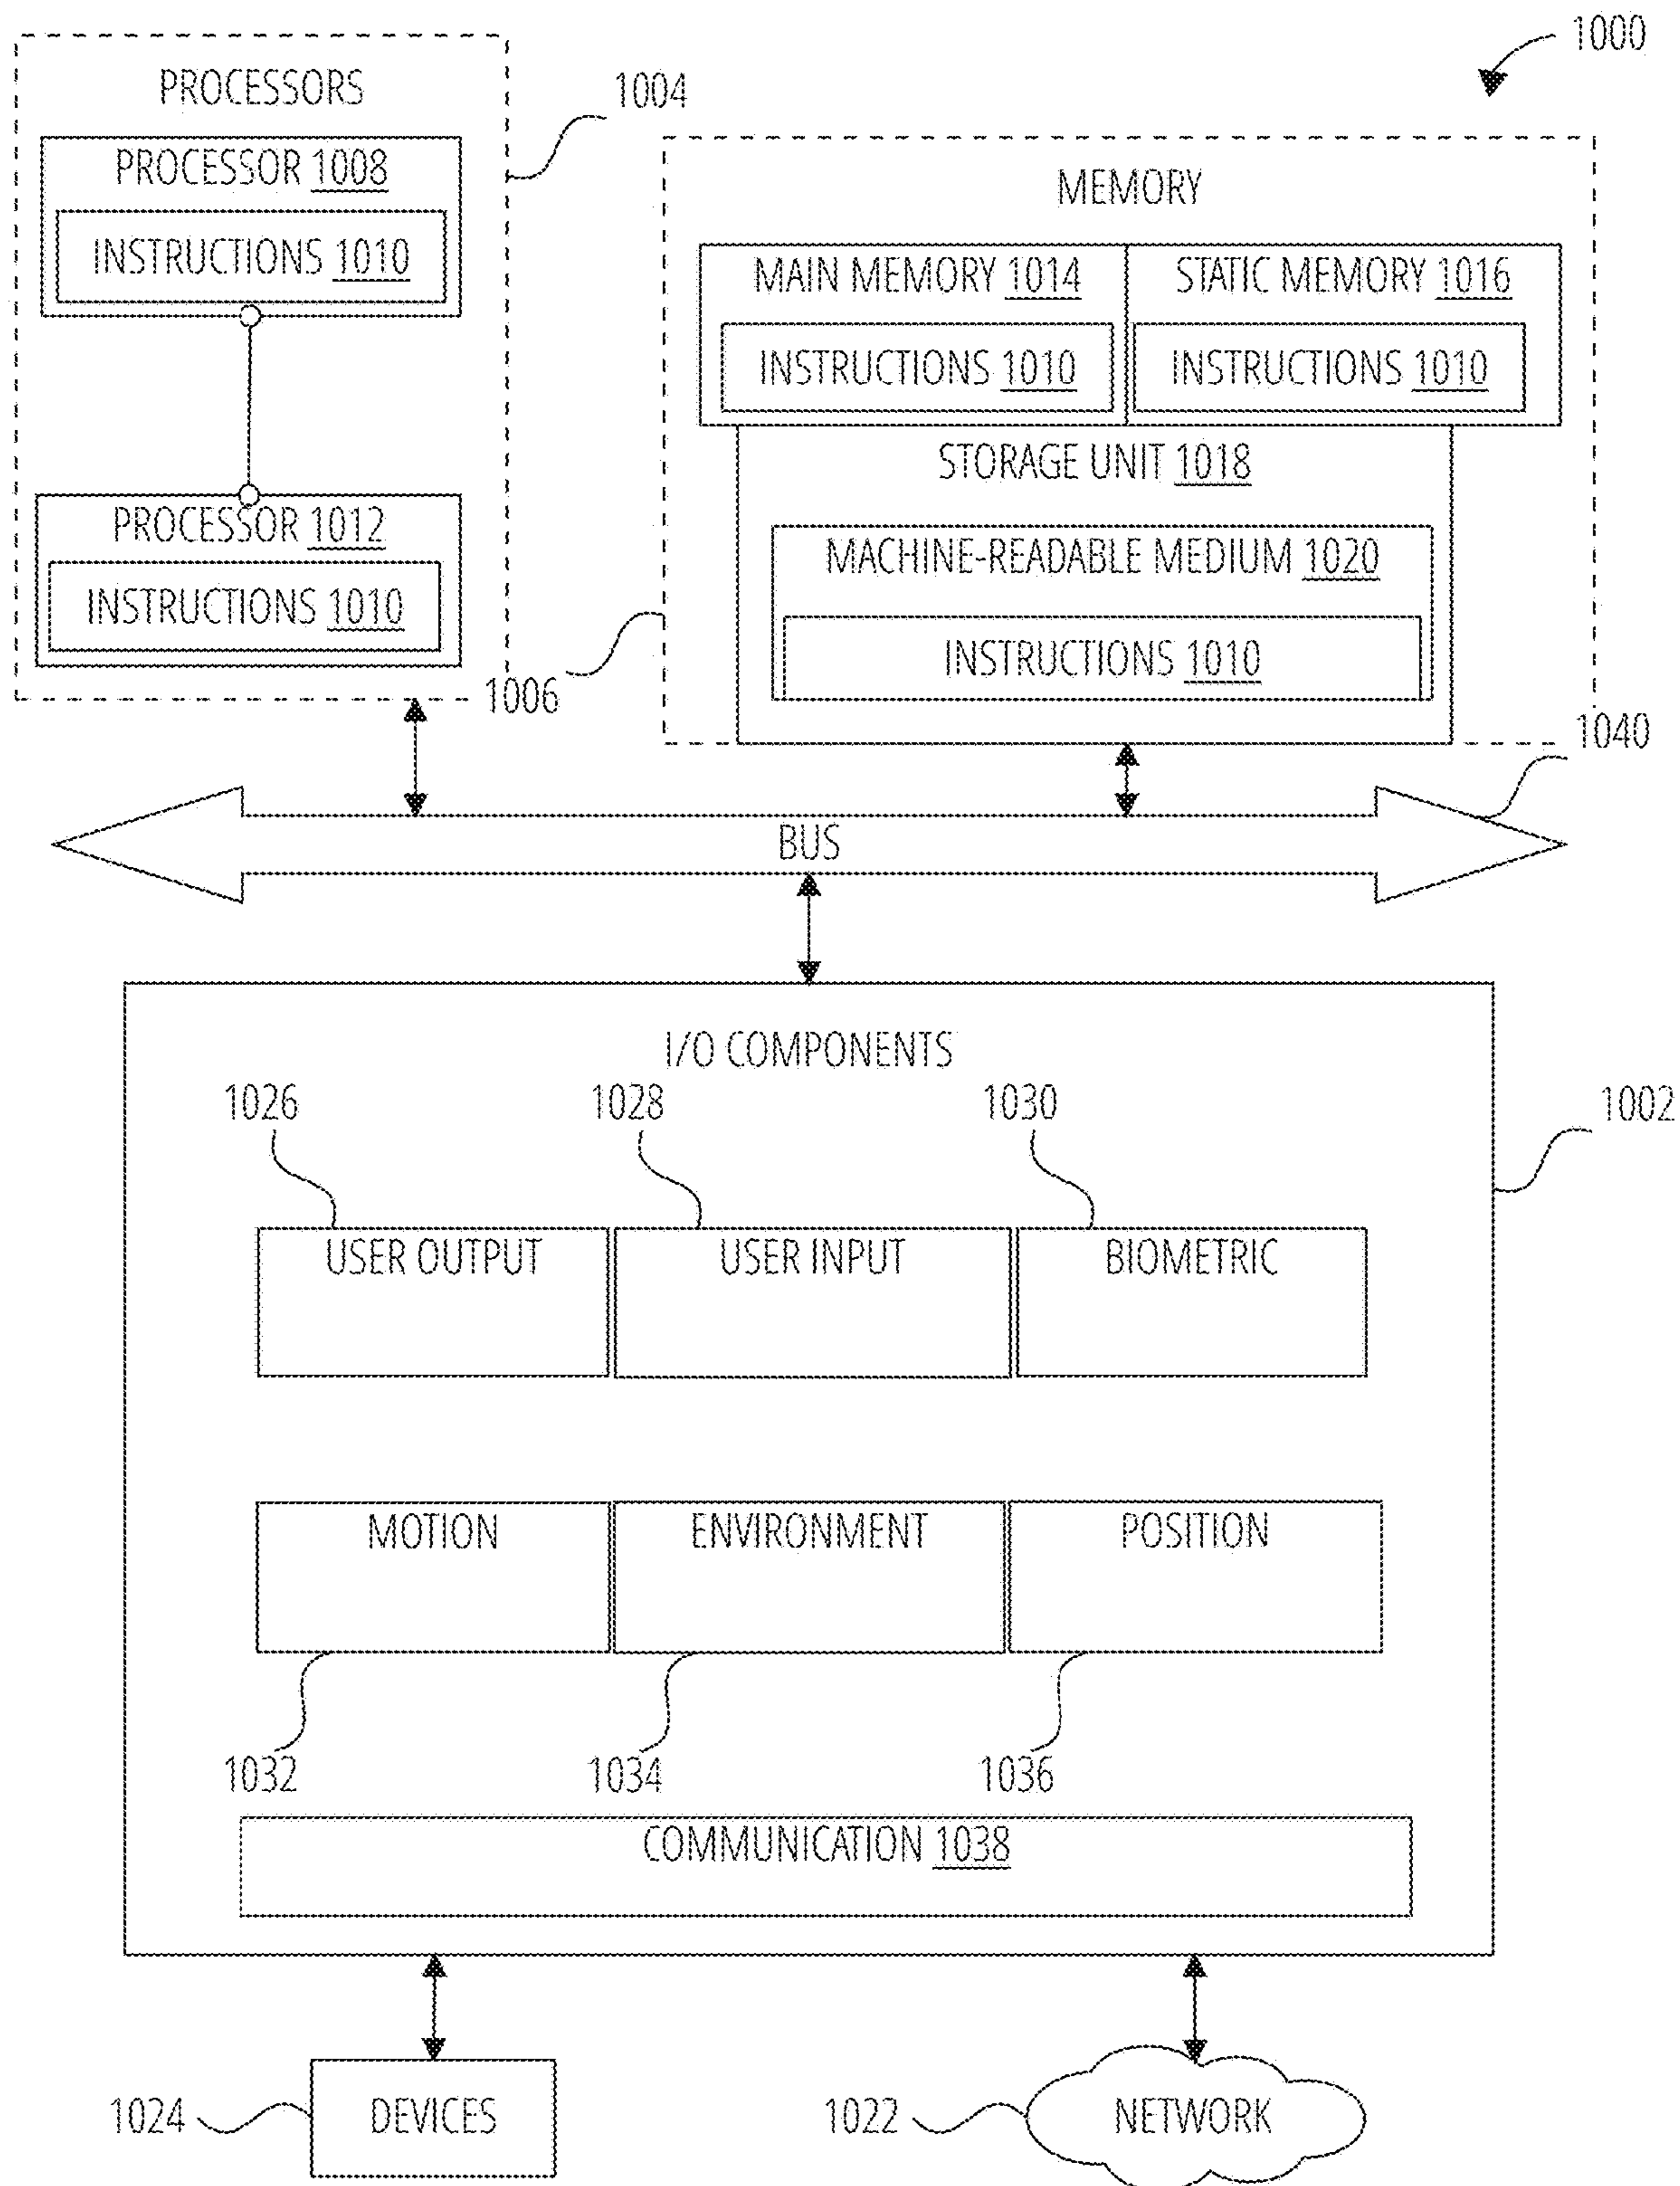 1000
PROCESSORS
1004
PROCESSOR 1008
INSTRUCTIONS 1010
PROCESSOR 1012
INSTRUCTIONS 1010
MEMORY
MAIN MEMORY 1014
STATIC MEMORY 1016
INSTRUCTIONS 1010
INSTRUCTIONS 1010
STORAGE UNIT 1018
MACHINE-READABLE MEDIUM 1020
INSTRUCTIONS 1010
1006
1040
BUS
I/O COMPONENTS
1002
1026
1028
1030
USER OUTPUT
USER INPUT
BIOMETRIC
MOTION
ENVIRONMENT
POSITION
1032
1034
1036
COMMUNICATION 1038
1024
DEVICES
1022
NETWORK